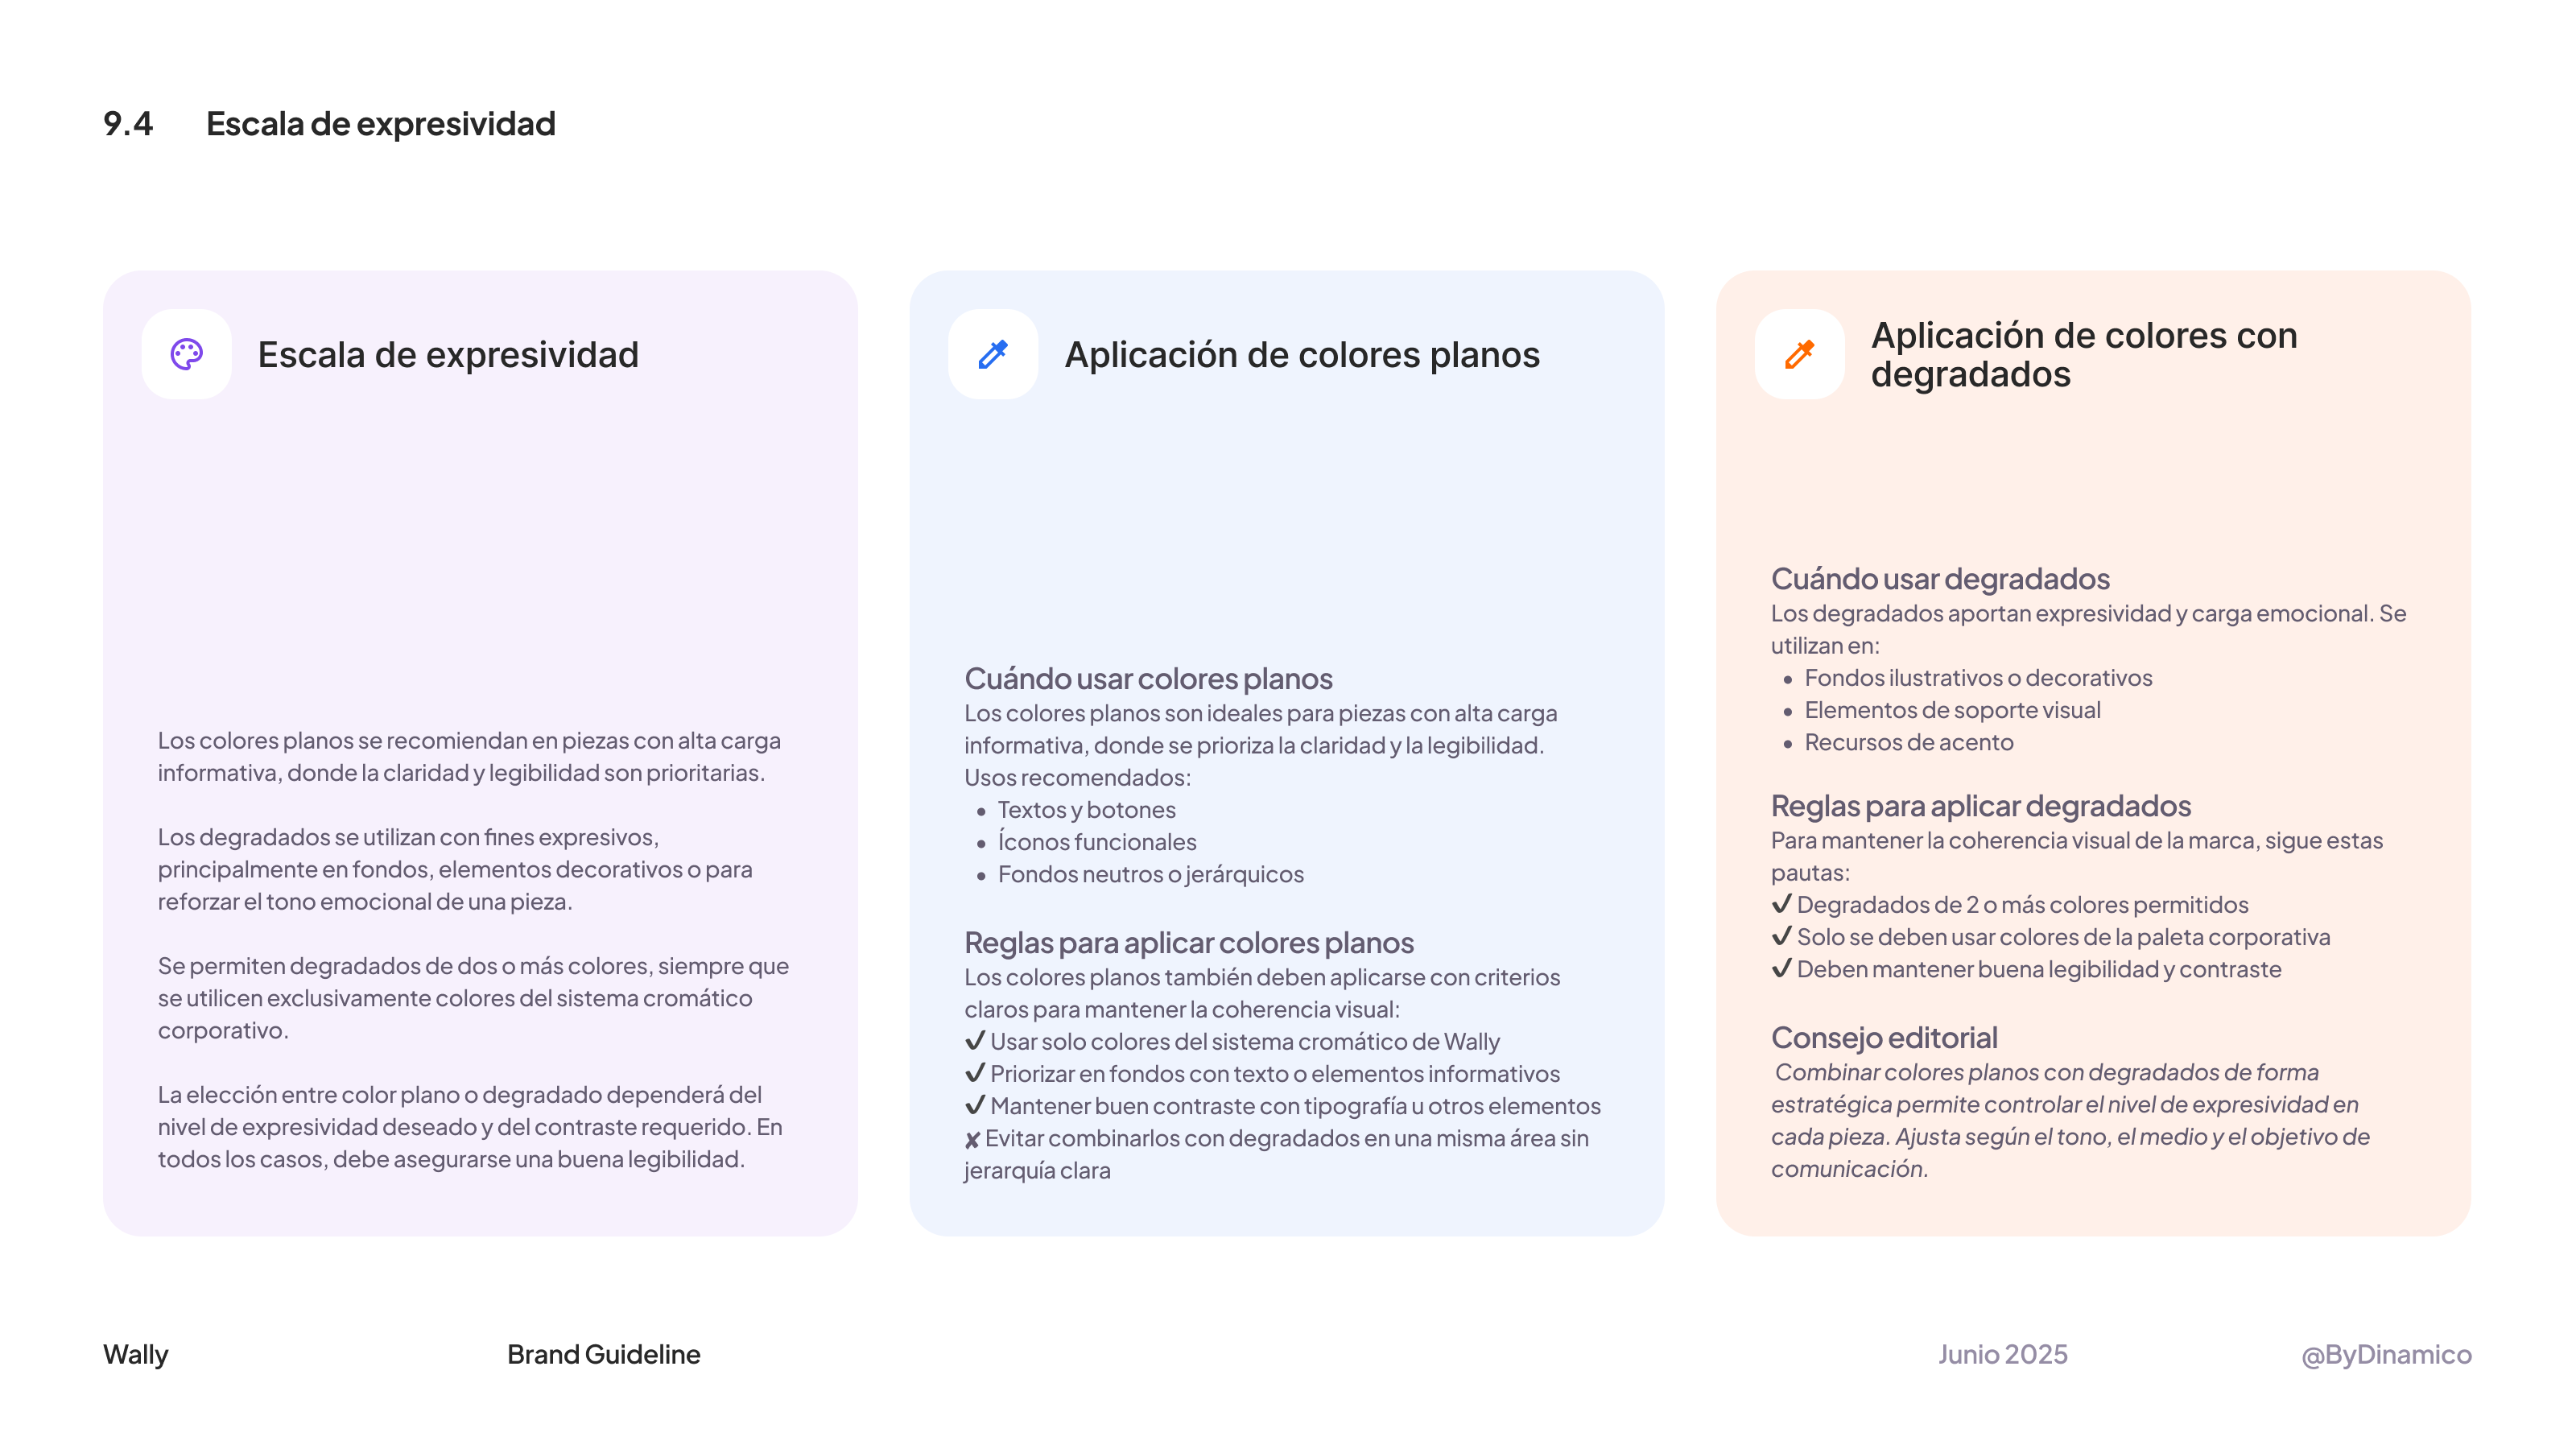 9.4 Escala de expresividad
Escala de expresividad
Los colores planos se recomiendan en piezas con alta carga
informativa, donde la claridad y legibilidad son prioritarias.
Los degradados se utilizan con fines expresivos,
principalmente en fondos, elementos decorativos o para
reforzar el tono emocional de una pieza.
Se permiten degradados de dos o más colores, siempre que
se utilicen exclusivamente colores del sistema cromático
corporativo.
La elección entre color plano o degradado dependerá del
nivel de expresividad deseado y del contraste requerido. En
todos los casos, debe asegurarse una buena legibilidad.
Aplicación de colores planos
Cuándo usar colores planos
Los colores planos son ideales para piezas con alta carga
informativa, donde se prioriza la claridad y la legibilidad.
Usos recomendados:
• Textos y botones
• Íconos funcionales
• Fondos neutros o jerárquicos
Reglas para aplicar colores planos
Los colores planos también deben aplicarse con criterios
claros para mantener la coherencia visual:
✔ Usar solo colores del sistema cromático de Wally
✔ Priorizar en fondos con texto o elementos informativos
✔ Mantener buen contraste con tipografía u otros elementos
✘ Evitar combinarlos con degradados en una misma área sin
jerarquía clara
Aplicación de colores con
degradados
Cuándo usar degradados
Los degradados aportan expresividad y carga emocional. Se
utilizan en:
• Fondos ilustrativos o decorativos
• Elementos de soporte visual
• Recursos de acento
Reglas para aplicar degradados
Para mantener la coherencia visual de la marca, sigue estas
pautas:
✔ Degradados de 2 o más colores permitidos
✔ Solo se deben usar colores de la paleta corporativa
✔ Deben mantener buena legibilidad y contraste
Consejo editorial
Combinar colores planos con degradados de forma
estratégica permite controlar el nivel de expresividad en
cada pieza. Ajusta según el tono, el medio y el objetivo de
comunicación.
Wally Brand Guideline Junio 2025 @ByDinamico